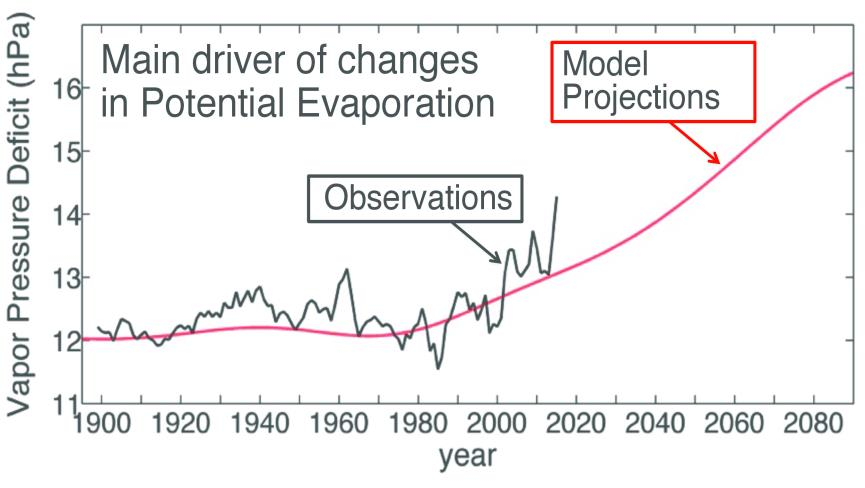 Main driver of changes
in Potential Evaporation
Model
Projections
Observations
Vapor Pressure Deficit (hPa)
16
15
14
13
12
11
1900 1920 1940 1960 1980 2000 2020 2040 2060 2080
year